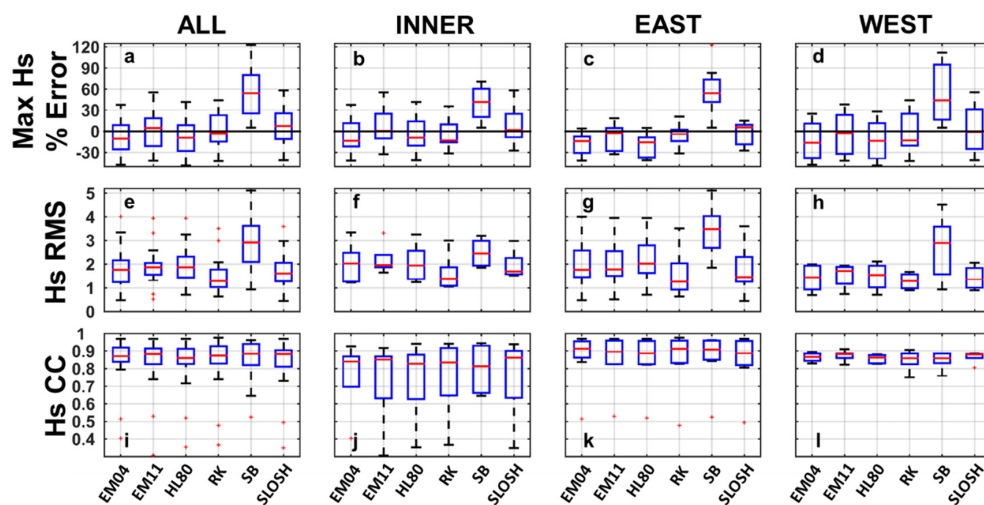 ALL INNER EAST WEST
Max Hs
% Error
120
90
60
30
0
-30
a b c d
Hs RMS
5
4
3
2
1
0
e f g h
Hs CC
1
0.9
0.8
0.7
0.6
0.5
0.4
i j k l
EM04 EM11 HL80 RK SB SLOSH EM04 EM11 HL80 RK SB SLOSH EM04 EM11 HL80 RK SB SLOSH EM04 EM11 HL80 RK SB SLOSH